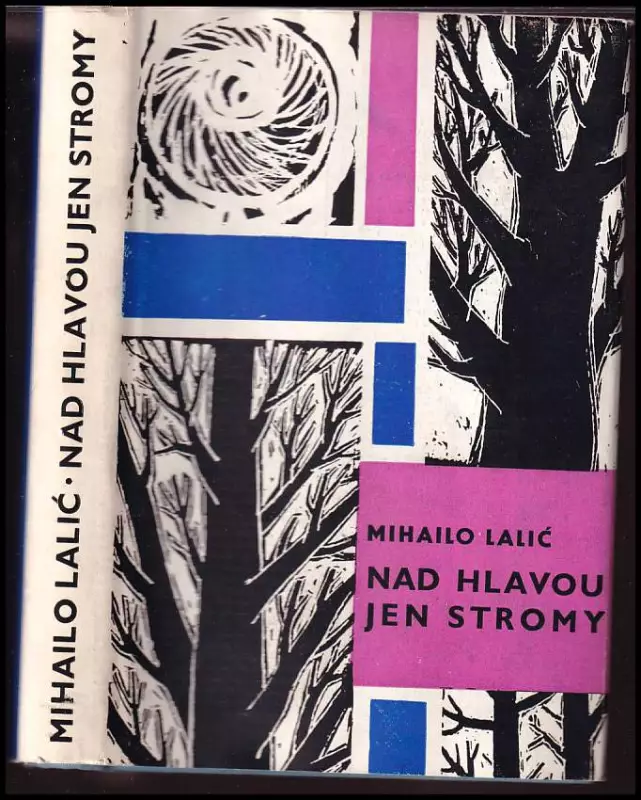 MIHAILO LALIĆ · NAD HLAVOU JEN STROMY
MIHAILO LALIĆ
NAD HLAVOU
JEN STROMY